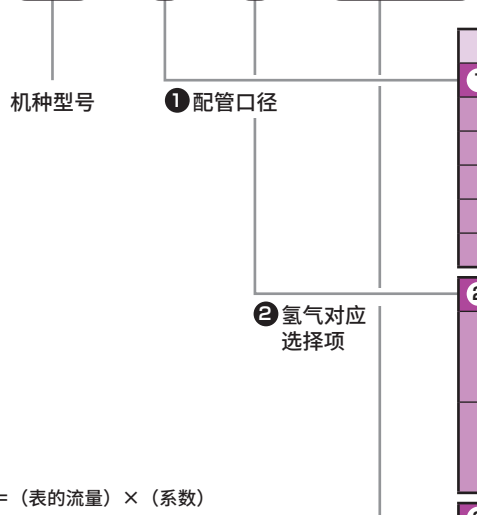 机种型号
❶配管口径
❷氢气对应
选择项
=（表的流量）×（系数）